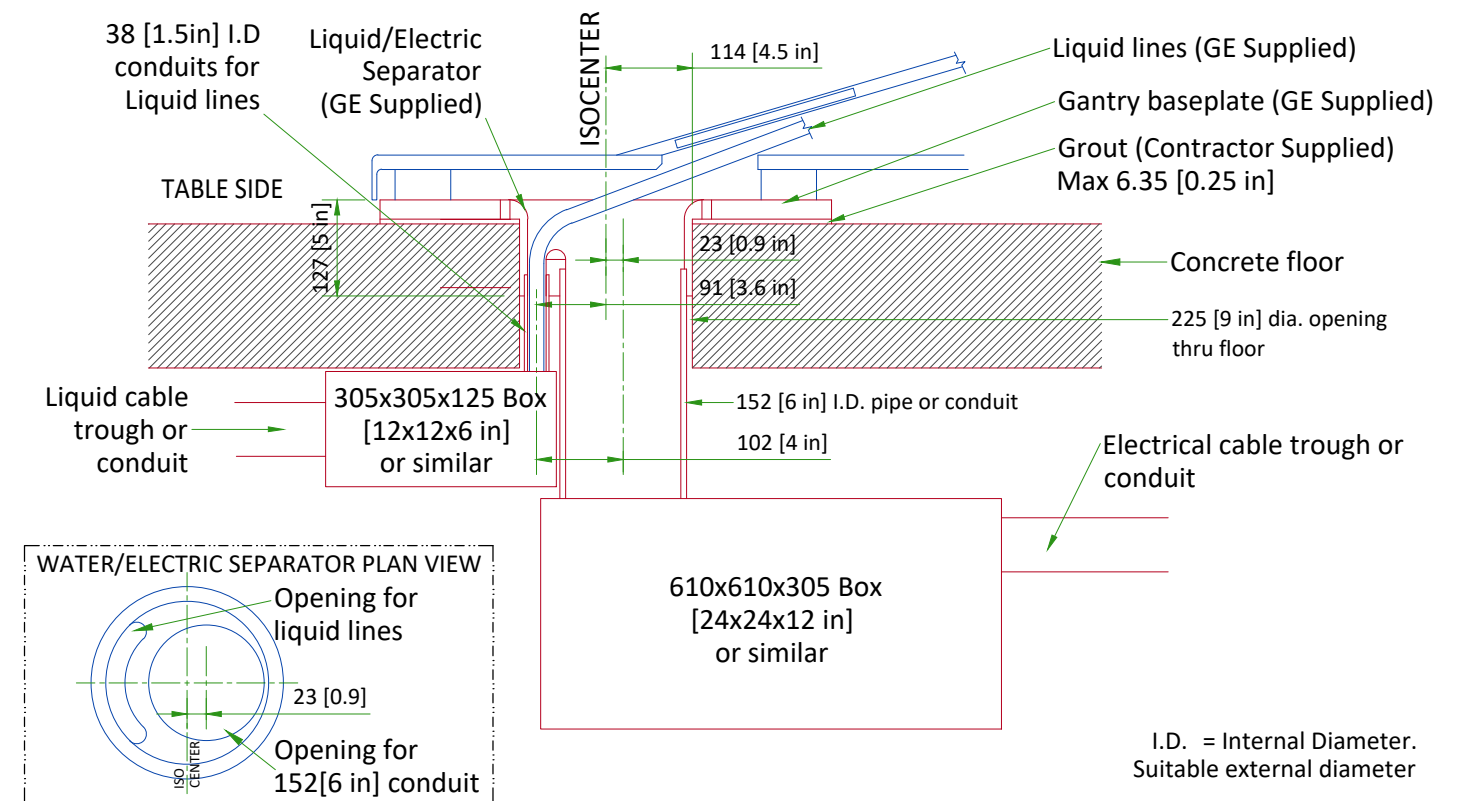 38 [1.5in] I.D
conduits for
Liquid lines
Liquid/Electric
Separator
(GE Supplied)
ISOCENTER
114 [4.5 in]
Liquid lines (GE Supplied)
Gantry baseplate (GE Supplied)
Grout (Contractor Supplied)
Max 6.35 [0.25 in]
TABLE SIDE
127 [5 in]
23 [0.9 in]
91 [3.6 in]
Concrete floor
225 [9 in] dia. opening
thru floor
Liquid cable
trough or
conduit
305x305x125 Box
[12x12x6 in]
or similar
152 [6 in] I.D. pipe or conduit
102 [4 in]
Electrical cable trough or
conduit
610x610x305 Box
[24x24x12 in]
or similar
WATER/ELECTRIC SEPARATOR PLAN VIEW
Opening for
liquid lines
23 [0.9]
ISO
CENTER
Opening for
152[6 in] conduit
I.D. = Internal Diameter.
Suitable external diameter